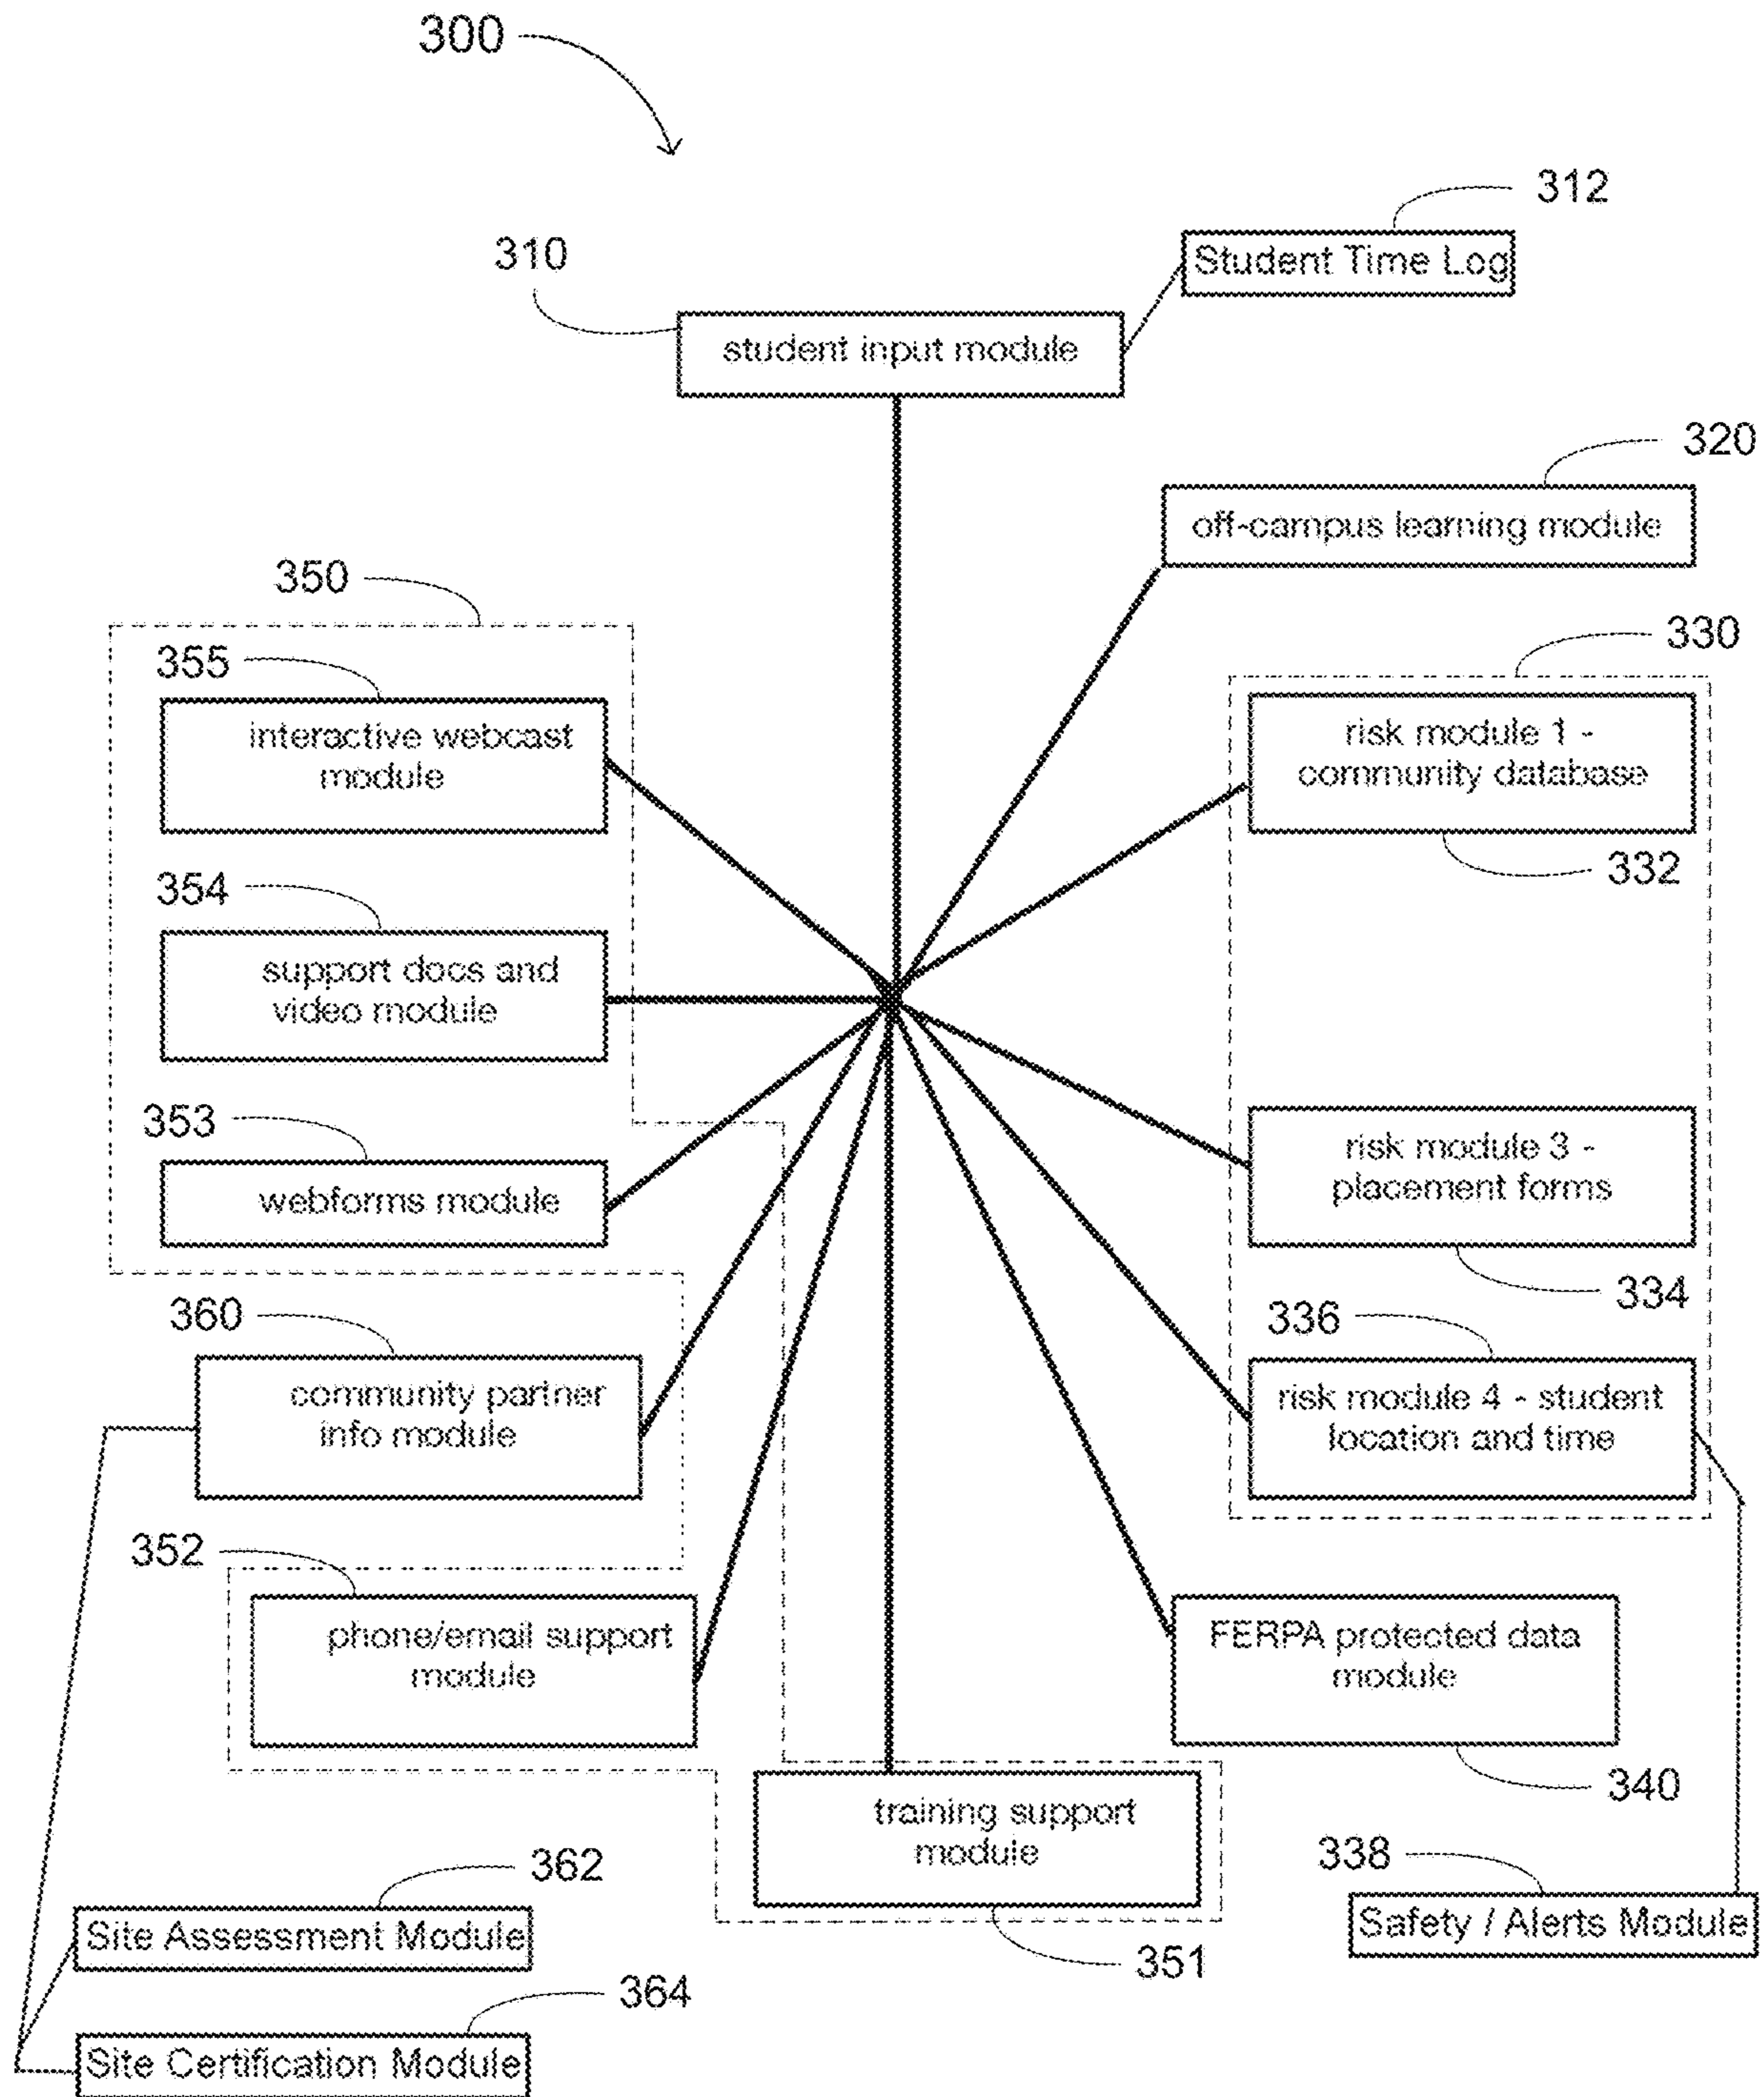 300
312
Student Time Log
310
student input module
320
off-campus learning module
350
330
355
interactive webcast
module
risk module 1 -
community database
332
354
support docs and
video module
353
webforms module
risk module 3 -
placement forms
334
360
community partner
info module
336
risk module 4 - student
location and time
352
phone/email support
module
FERPA protected data
module
340
training support
module
351
362
Site Assessment Module
338
Safety / Alerts Module
364
Site Certification Module